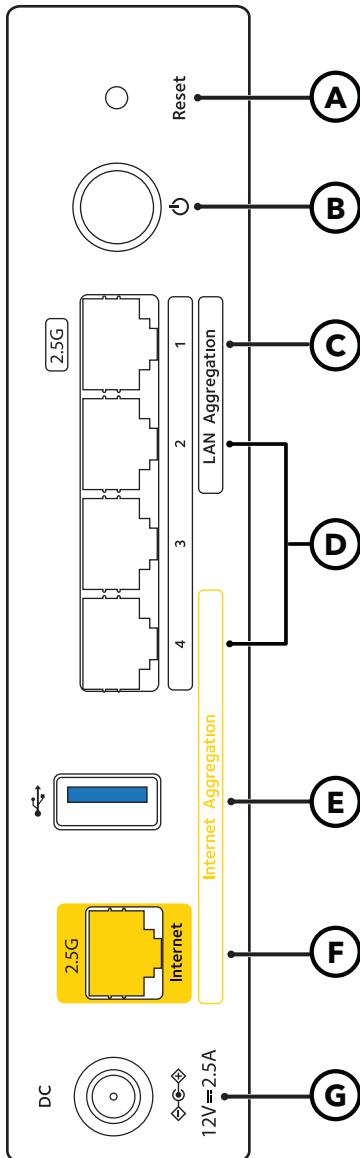 Reset
A
B
2.5G
1
LAN Aggregation
C
2
3
D
4
Internet Aggregation
E
2.5G
Internet
F
DC
12V⎓2.5A
G